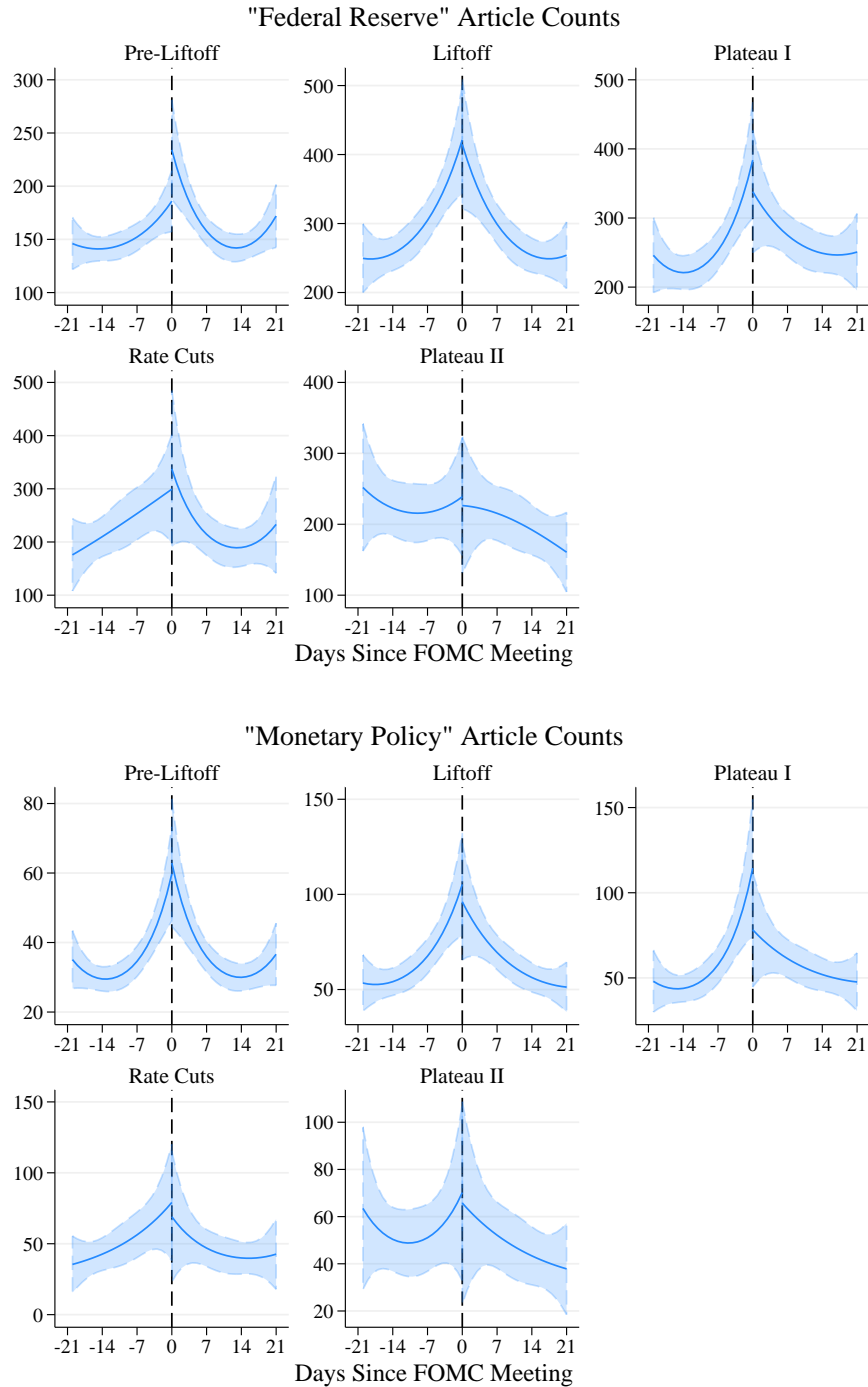 "Federal Reserve" Article Counts
Pre-Liftoff
300
250
200
150
100
-21 -14 -7 0 7 14 21
Liftoff
500
400
300
200
-21 -14 -7 0 7 14 21
Plateau I
500
400
300
200
-21 -14 -7 0 7 14 21
Rate Cuts
500
400
300
200
100
-21 -14 -7 0 7 14 21
Plateau II
400
300
200
100
-21 -14 -7 0 7 14 21
Days Since FOMC Meeting
"Monetary Policy" Article Counts
Pre-Liftoff
80
60
40
20
-21 -14 -7 0 7 14 21
Liftoff
150
100
50
-21 -14 -7 0 7 14 21
Plateau I
150
100
50
-21 -14 -7 0 7 14 21
Rate Cuts
150
100
50
0
-21 -14 -7 0 7 14 21
Plateau II
100
80
60
40
20
-21 -14 -7 0 7 14 21
Days Since FOMC Meeting